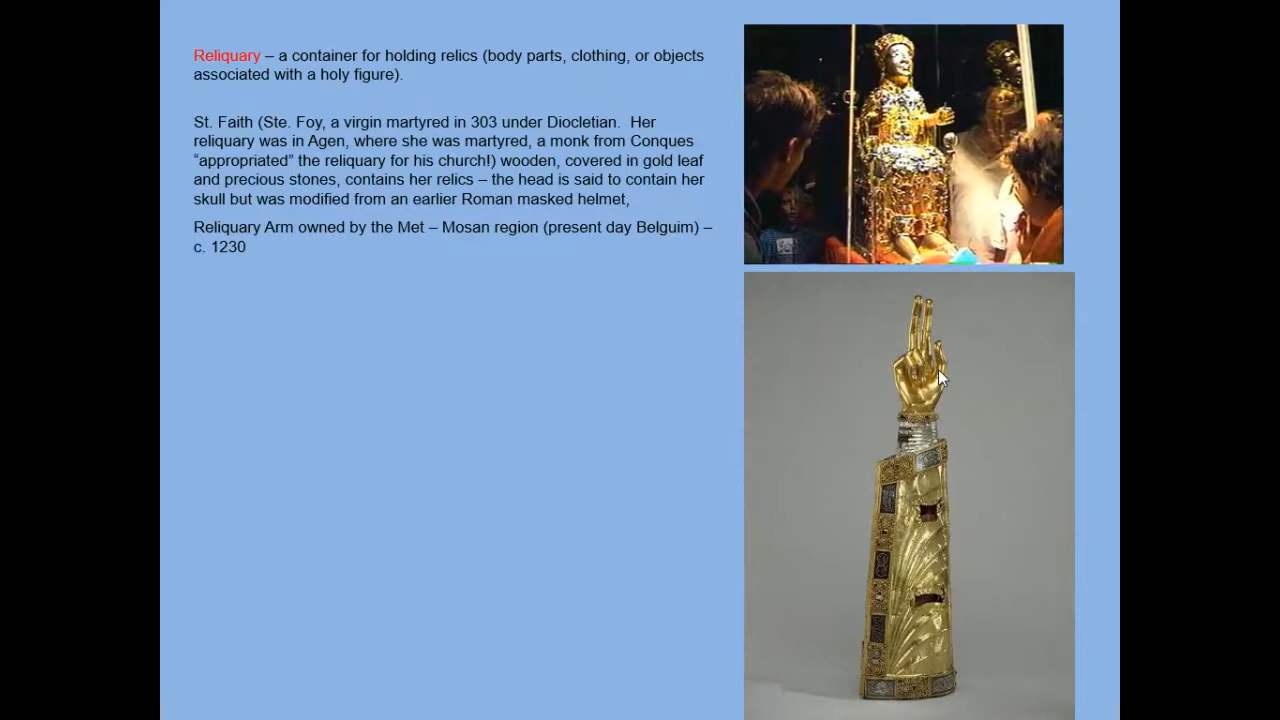 Reliquary – a container for holding relics (body parts, clothing, or objects
associated with a holy figure).
St. Faith (Ste. Foy, a virgin martyred in 303 under Diocletian.  Her
reliquary was in Agen, where she was martyred, a monk from Conques
“appropriated” the reliquary for his church!) wooden, covered in gold leaf
and precious stones, contains her relics – the head is said to contain her
skull but was modified from an earlier Roman masked helmet,
Reliquary Arm owned by the Met – Mosan region (present day Belguim) –
c. 1230